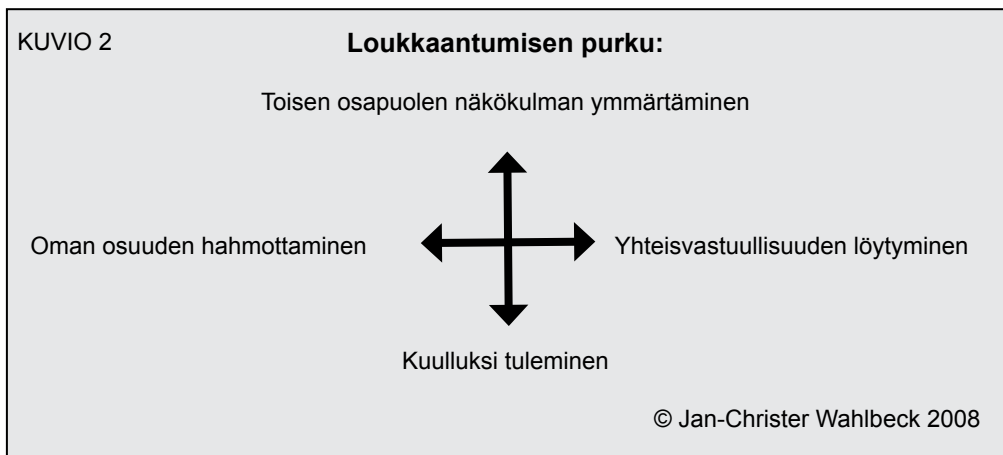 KUVIO 2
Loukkaantumisen purku:
Toisen osapuolen näkökulman ymmärtäminen
Oman osuuden hahmottaminen
Yhteisvastuullisuuden löytyminen
Kuulluksi tuleminen
© Jan-Christer Wahlbeck 2008